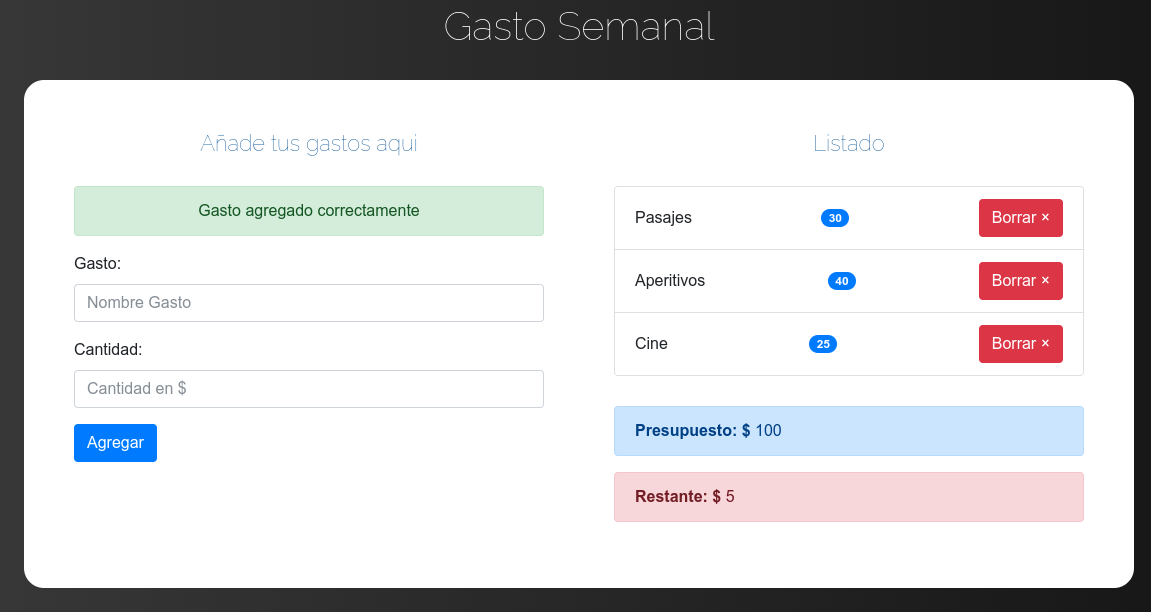 Gasto Semanal
Añade tus gastos aqui
Gasto agregado correctamente
Gasto:
Nombre Gasto
Cantidad:
Cantidad en $
Agregar
Listado
Pasajes 30 Borrar ×
Aperitivos 40 Borrar ×
Cine 25 Borrar ×
Presupuesto: $ 100
Restante: $ 5